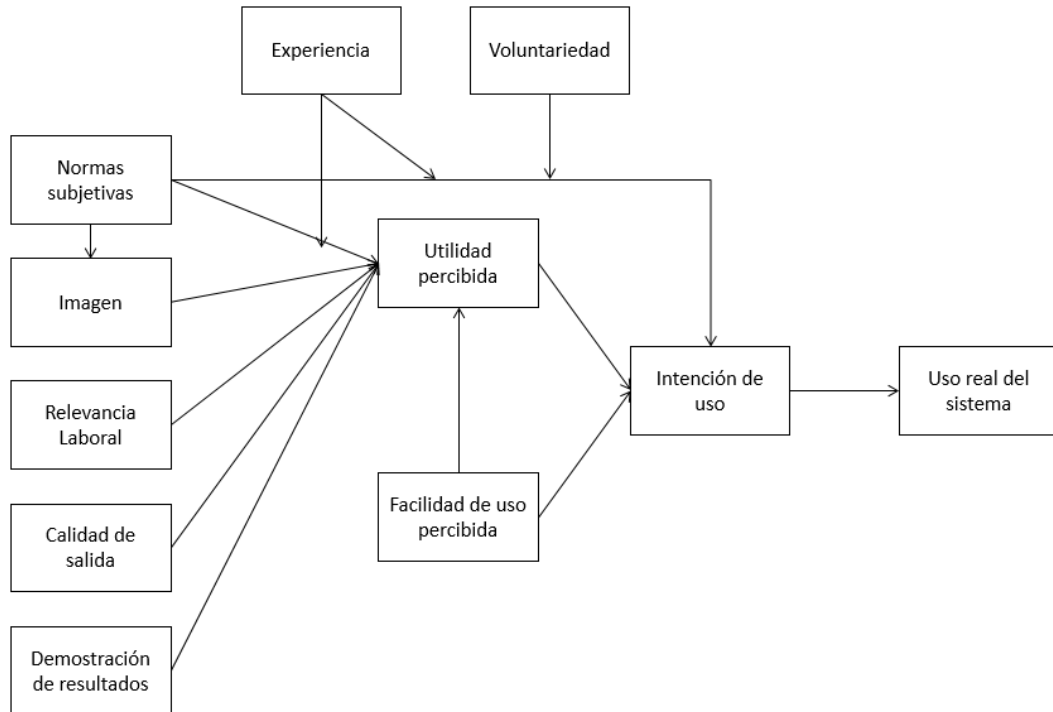 Experiencia
Voluntariedad
Normas
subjetivas
Utilidad
percibida
Imagen
Intención de
uso
Uso real del
sistema
Relevancia
Laboral
Facilidad de uso
percibida
Calidad de
salida
Demostración
de resultados